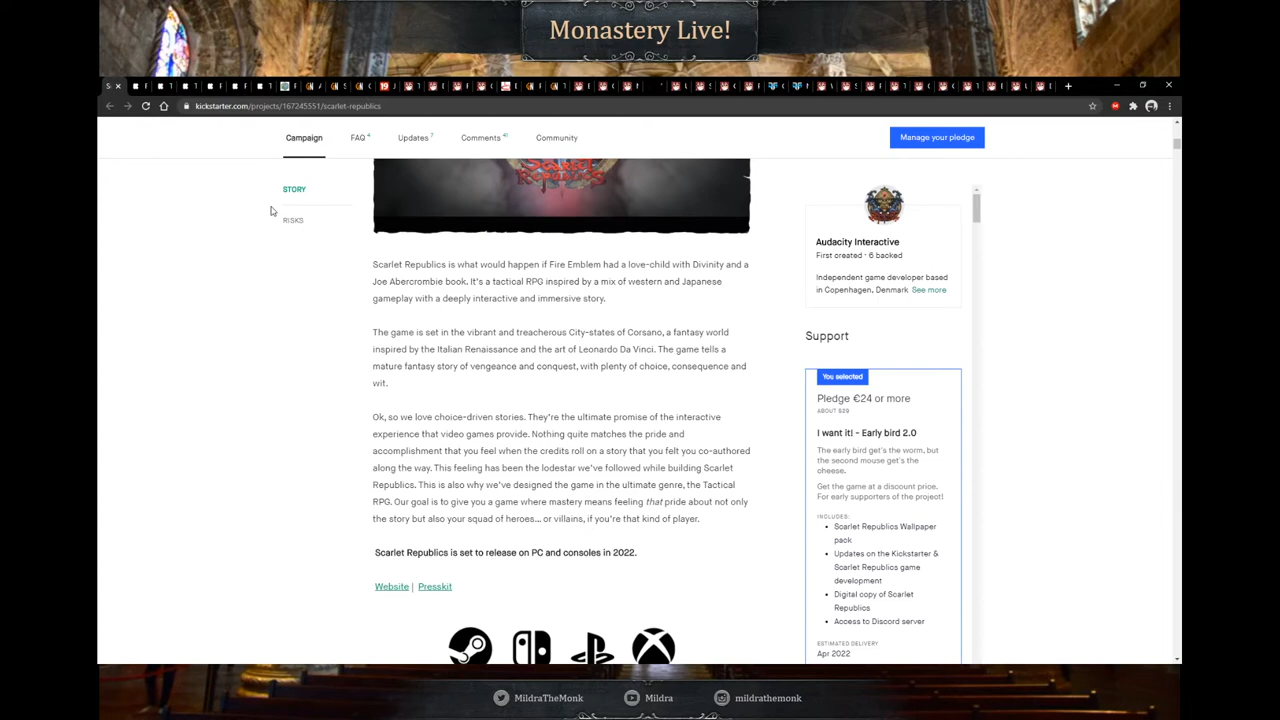 Monastery Live!
kickstarter.com/projects/167245551/scarlet-republics
Campaign
FAQ 4
Updates 7
Comments 41
Community
Manage your pledge
STORY
RISKS
SCARLET
REPUBLICS
Scarlet Republics is what would happen if Fire Emblem had a love-child with Divinity and a
Joe Abercrombie book. It's a tactical RPG inspired by a mix of western and Japanese
gameplay with a deeply interactive and immersive story.
The game is set in the vibrant and treacherous City-states of Corsano, a fantasy world
inspired by the Italian Renaissance and the art of Leonardo Da Vinci. The game tells a
mature fantasy story of vengeance and conquest, with plenty of choice, consequence and
wit.
Ok, so we love choice-driven stories. They're the ultimate promise of the interactive
experience that video games provide. Nothing quite matches the pride and
accomplishment that you feel when the credits roll on a story that you felt you co-authored
along the way. This feeling has been the lodestar we've followed while building Scarlet
Republics. This is also why we've designed the game in the ultimate genre, the Tactical
RPG. Our goal is to give you a game where mastery means feeling that pride about not only
the story but also your squad of heroes... or villains, if you're that kind of player.
Scarlet Republics is set to release on PC and consoles in 2022.
Website | Presskit
Audacity Interactive
First created · 6 backed
Independent game developer based
in Copenhagen, Denmark See more
Support
You selected
Pledge €24 or more
ABOUT $29
I want it! - Early bird 2.0
The early bird get's the worm, but
the second mouse get's the
cheese.
Get the game at a discount price.
For early supporters of the project!
INCLUDES:
• Scarlet Republics Wallpaper
pack
• Updates on the Kickstarter &
Scarlet Republics game
development
• Digital copy of Scarlet
Republics
• Access to Discord server
ESTIMATED DELIVERY
Apr 2022
MildraTheMonk
Mildra
mildrathemonk